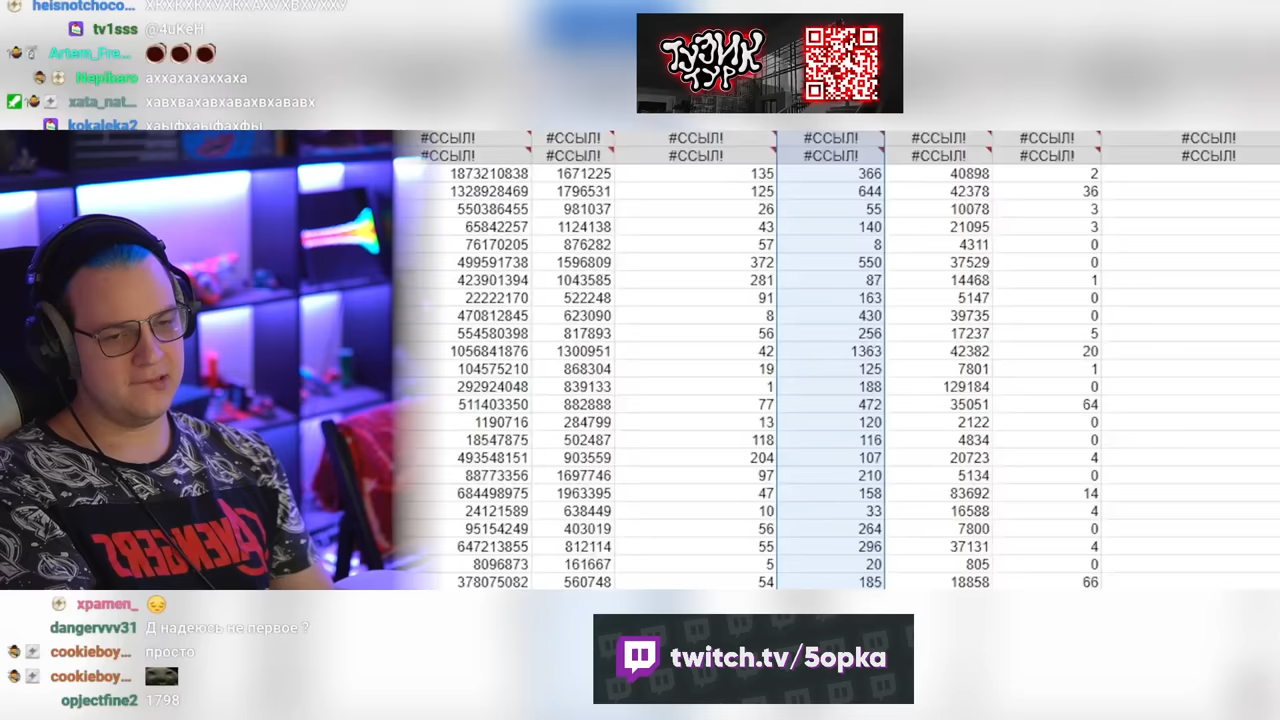 heisnotchoco...
tv1sss @4uKeH
Artem_Fre...
Neplbaro аххахахаххаха
xata_nat... хавхвахавхавахвхававх
kokaleka2 хаыфхаыфахфы
ТУЗИК
ТУР
#ССЫЛ! #ССЫЛ! #ССЫЛ! #ССЫЛ! #ССЫЛ! #ССЫЛ! #ССЫЛ!
#ССЫЛ! #ССЫЛ! #ССЫЛ! #ССЫЛ! #ССЫЛ! #ССЫЛ! #ССЫЛ!
1873210838 1671225 135 366 40898 2
1328928469 1796531 125 644 42378 36
550386455 981037 26 55 10078 3
65842257 1124138 43 140 21095 3
76170205 876282 57 8 4311 0
499591738 1596809 372 550 37529 0
423901394 1043585 281 87 14468 1
22222170 522248 91 163 5147 0
470812845 623090 8 430 39735 0
554580398 817893 56 256 17237 5
1056841876 1300951 42 1363 42382 20
104575210 868304 19 125 7801 1
292924048 839133 1 188 129184 0
511403350 882888 77 472 35051 64
1190716 284799 13 120 2122 0
18547875 502487 118 116 4834 0
493548151 903559 204 107 20723 4
88773356 1697746 97 210 5134 0
684498975 1963395 47 158 83692 14
24121589 638449 10 33 16588 4
95154249 403019 56 264 7800 0
647213855 812114 55 296 37131 4
8096873 161667 5 20 805 0
378075082 560748 54 185 18858 66
AVENGERS
xpamen_
dangervvv31 Д надеюсь не первое ?
cookieboy... просто
cookieboy...
opjectfine2 1798
twitch.tv/5opka